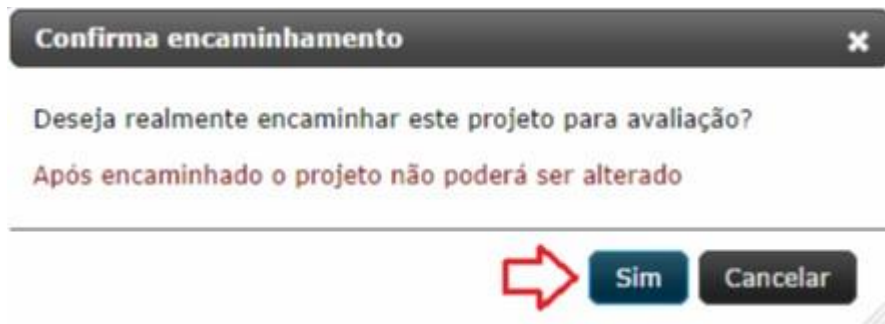 Confirma encaminhamento
Deseja realmente encaminhar este projeto para avaliação?
Após encaminhado o projeto não poderá ser alterado
Sim Cancelar